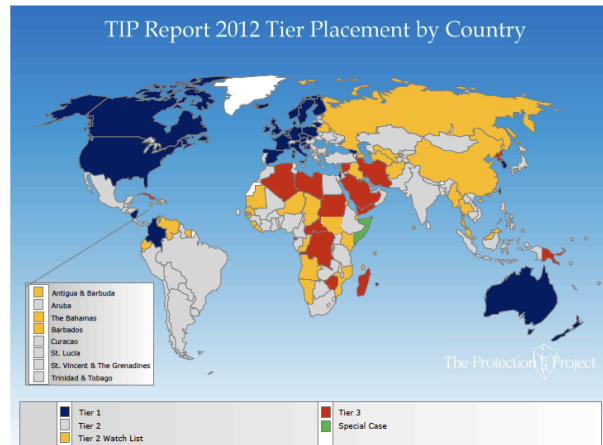 TIP Report 2012 Tier Placement by Country
Antigua & Barbuda
Aruba
The Bahamas
Barbados
Curacao
St. Lucia
St. Vincent & The Grenadines
Trinidad & Tobago
The Protection Project
Tier 1
Tier 2
Tier 2 Watch List
Tier 3
Special Case